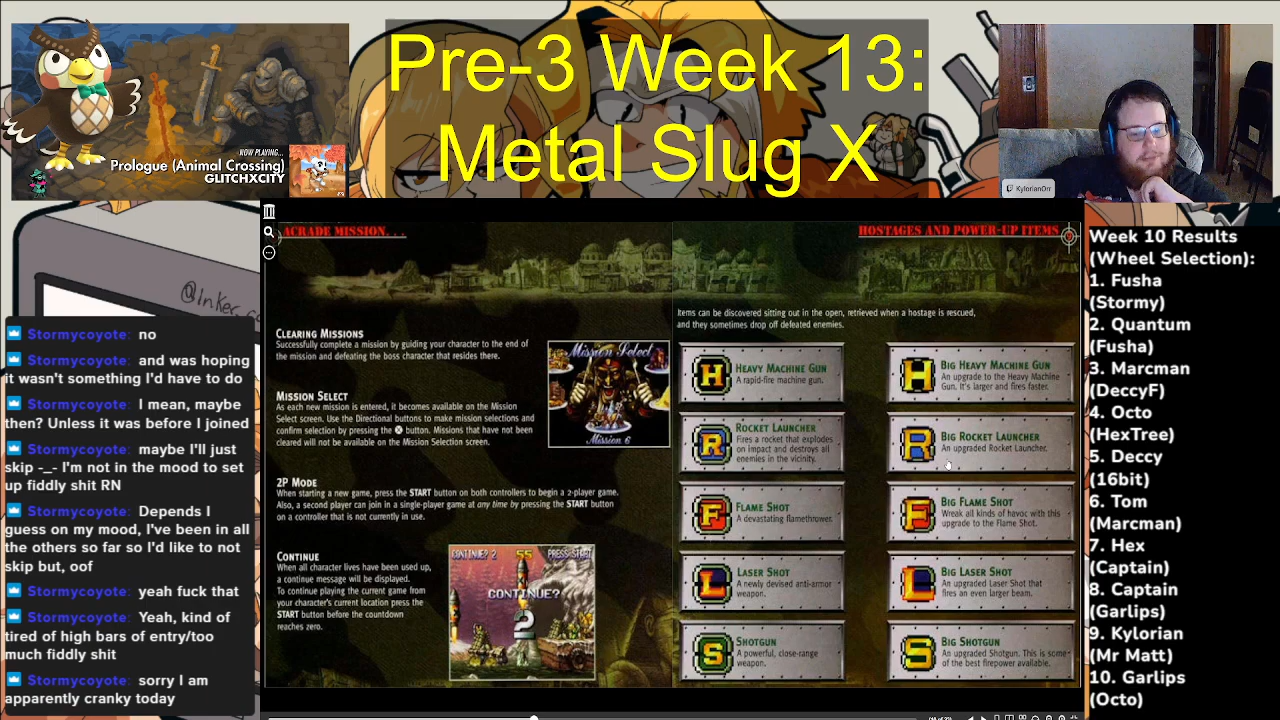 Pre-3 Week 13:
Metal Slug X
NOW PLAYING...
Prologue (Animal Crossing)
GLITCHXCITY
KylorianOrr
@Inker
Stormycoyote: no
Stormycoyote: and was hoping
it wasn't something I'd have to do
Stormycoyote: I mean, maybe
then? Unless it was before I joined
Stormycoyote: maybe I'll just
skip -_- I'm not in the mood to set
up fiddly shit RN
Stormycoyote: Depends I
guess on my mood, I've been in all
the others so far so I'd like to not
skip but, oof
Stormycoyote: yeah fuck that
Stormycoyote: Yeah, kind of
tired of high bars of entry/too
much fiddly shit
Stormycoyote: sorry I am
apparently cranky today
ACRADE MISSION. . .
CLEARING MISSIONS
Successfully complete a mission by guiding your character to the end of
the mission and defeating the boss character that resides there.
MISSION SELECT
As each new mission is entered, it becomes available on the Mission
Select screen. Use the Directional buttons to make mission selections and
confirm selection by pressing the ⓧ button. Missions that have not been
cleared will not be available on the Mission Selection screen.
Mission Select
Mission 6
2P MODE
When starting a new game, press the START button on both controllers to begin a 2-player game.
Also, a second player can join in a single-player game at any time by pressing the START button
on a controller that is not currently in use.
CONTINUE
When all character lives have been used up,
a continue message will be displayed.
To continue playing the current game from
your character's current location press the
START button before the countdown
reaches zero.
CONTINUE? 2 55 PRESS START
CONTINUE?
2
HOSTAGES AND POWER-UP ITEMS
Items can be discovered sitting out in the open, retrieved when a hostage is rescued,
and they sometimes drop off defeated enemies.
H
HEAVY MACHINE GUN
A rapid-fire machine gun.
H
BIG HEAVY MACHINE GUN
An upgrade to the Heavy Machine
Gun. It's larger and fires faster.
R
ROCKET LAUNCHER
Fires a rocket that explodes
on impact and destroys all
enemies in the vicinity.
R
BIG ROCKET LAUNCHER
An upgraded Rocket Launcher.
F
FLAME SHOT
A devastating flamethrower.
F
BIG FLAME SHOT
Wreak all kinds of havoc with this
upgrade to the Flame Shot.
L
LASER SHOT
A newly devised anti-armor
weapon.
L
BIG LASER SHOT
An upgraded Laser Shot that
fires an even larger beam.
S
SHOTGUN
A powerful, close-range
weapon.
S
BIG SHOTGUN
An upgraded Shotgun. This is some
of the best firepower available.
Week 10 Results
(Wheel Selection):
1. Fusha
(Stormy)
2. Quantum
(Fusha)
3. Marcman
(DeccyF)
4. Octo
(HexTree)
5. Deccy
(16bit)
6. Tom
(Marcman)
7. Hex
(Captain)
8. Captain
(Garlips)
9. Kylorian
(Mr Matt)
10. Garlips
(Octo)